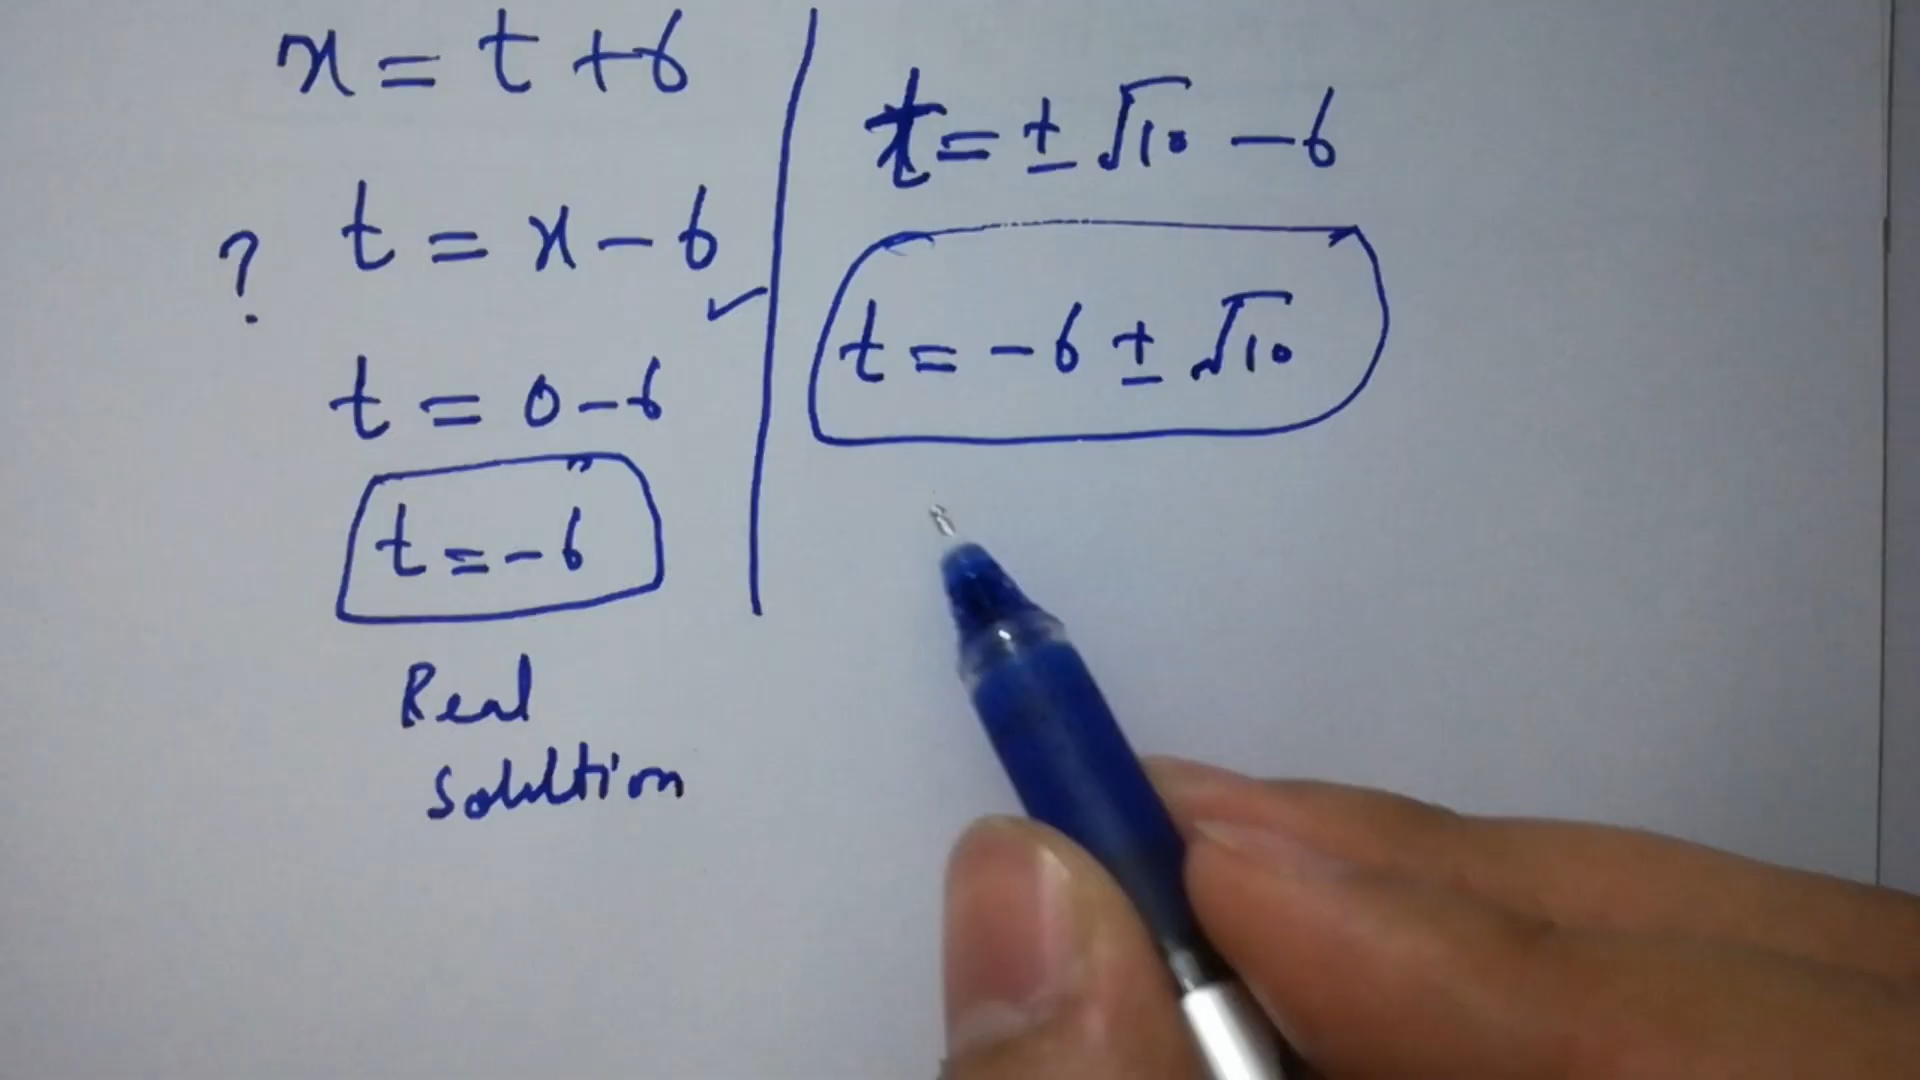 x = t + 6
? t = x - 6 ✓
t = 0 - 6
t = - 6
Real
solution
t = ± √10 - 6
t = - 6 ± √10